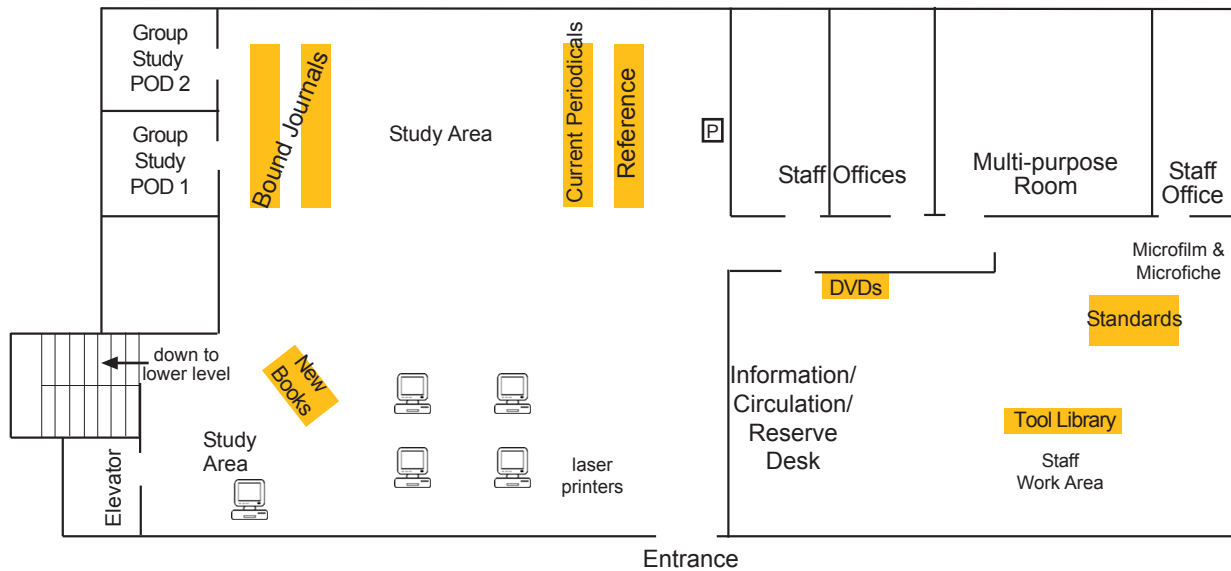 Group
Study
POD 2
Group
Study
POD 1
Bound Journals
Study Area
Current Periodicals
Reference
P
Staff Offices
Multi-purpose
Room
Staff
Office
Microfilm &
Microfiche
DVDs
Standards
down to
lower level
New
Books
Information/
Circulation/
Reserve
Desk
Tool Library
Staff
Work Area
Study
Area
laser
printers
Elevator
Entrance